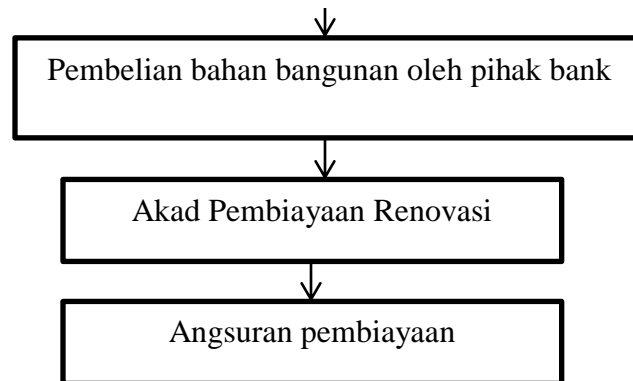 Pembelian bahan bangunan oleh pihak bank
Akad Pembiayaan Renovasi
Angsuran pembiayaan